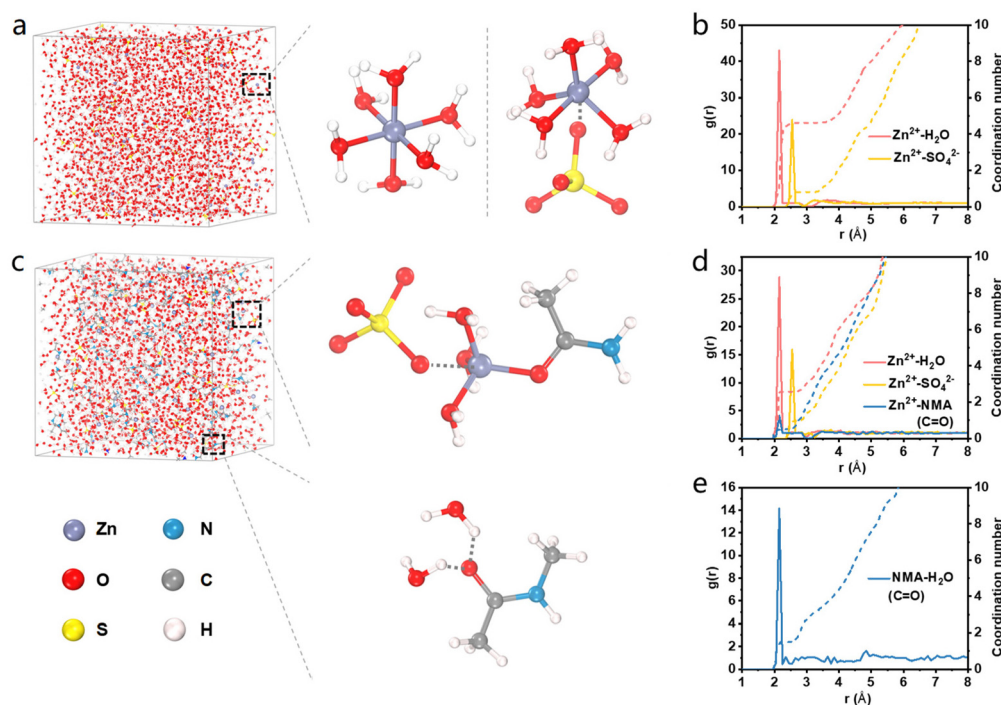 a
b
50
40
30
20
10
0
g(r)
10
8
6
4
2
0
Coordination number
Zn²⁺-H₂O
Zn²⁺-SO₄²⁻
1 2 3 4 5 6 7 8
r (Å)
c
d
30
25
20
15
10
5
0
g(r)
10
8
6
4
2
0
Coordination number
Zn²⁺-H₂O
Zn²⁺-SO₄²⁻
Zn²⁺-NMA
(C=O)
1 2 3 4 5 6 7 8
r (Å)
Zn N
O C
S H
e
16
14
12
10
8
6
4
2
0
g(r)
10
8
6
4
2
0
Coordination number
NMA-H₂O
(C=O)
1 2 3 4 5 6 7 8
r (Å)